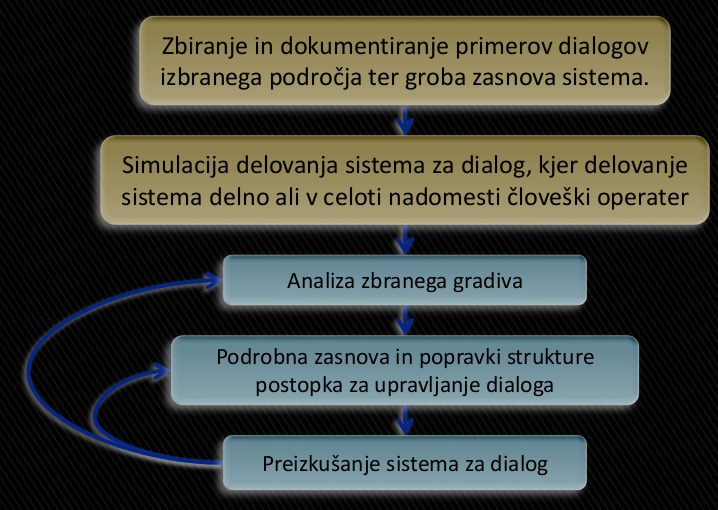 Zbiranje in dokumentiranje primerov dialogov
izbranega področja ter groba zasnova sistema.
Simulacija delovanja sistema za dialog, kjer delovanje
sistema delno ali v celoti nadomesti človeški operater
Analiza zbranega gradiva
Podrobna zasnova in popravki strukture
postopka za upravljanje dialoga
Preizkušanje sistema za dialog